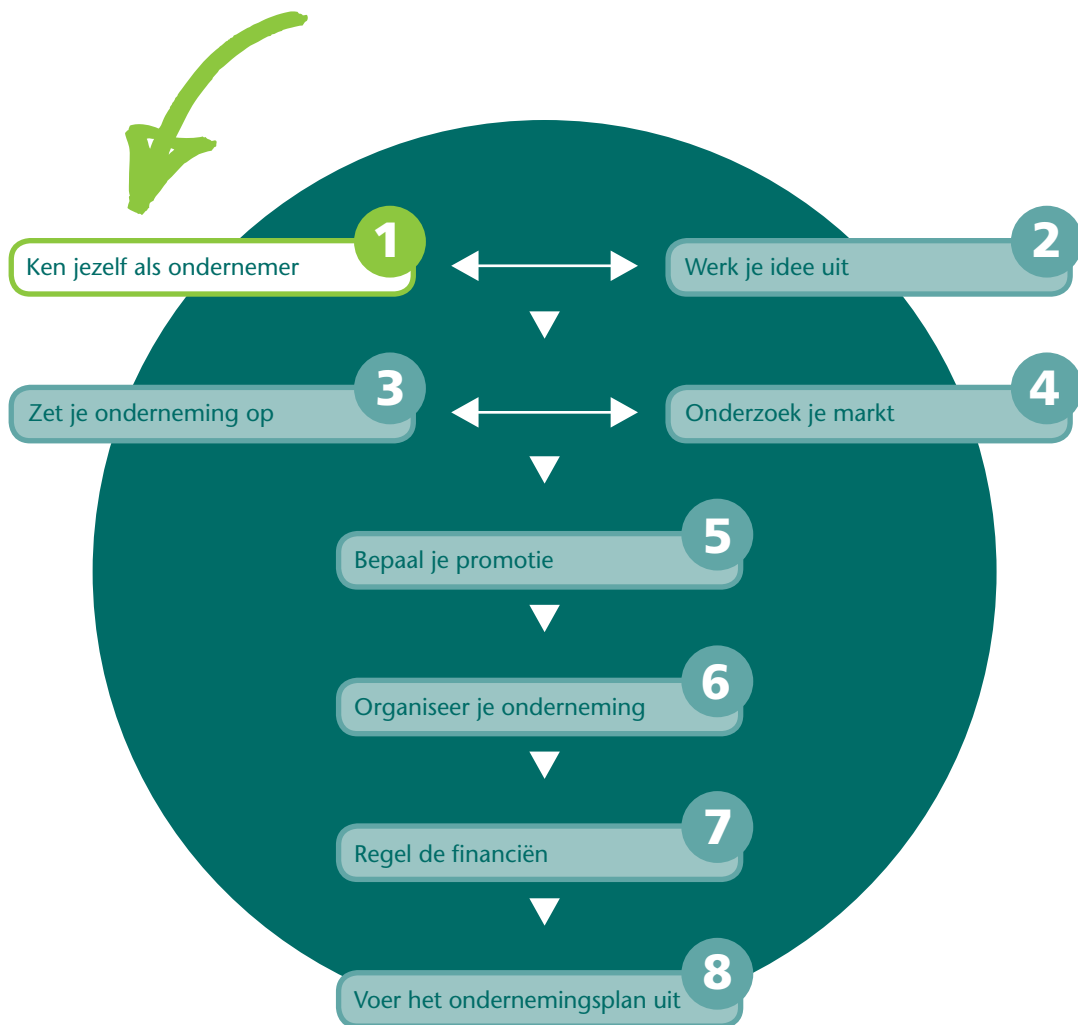 1
Ken jezelf als ondernemer
2
Werk je idee uit
3
Zet je onderneming op
4
Onderzoek je markt
5
Bepaal je promotie
6
Organiseer je onderneming
7
Regel de financiën
8
Voer het ondernemingsplan uit